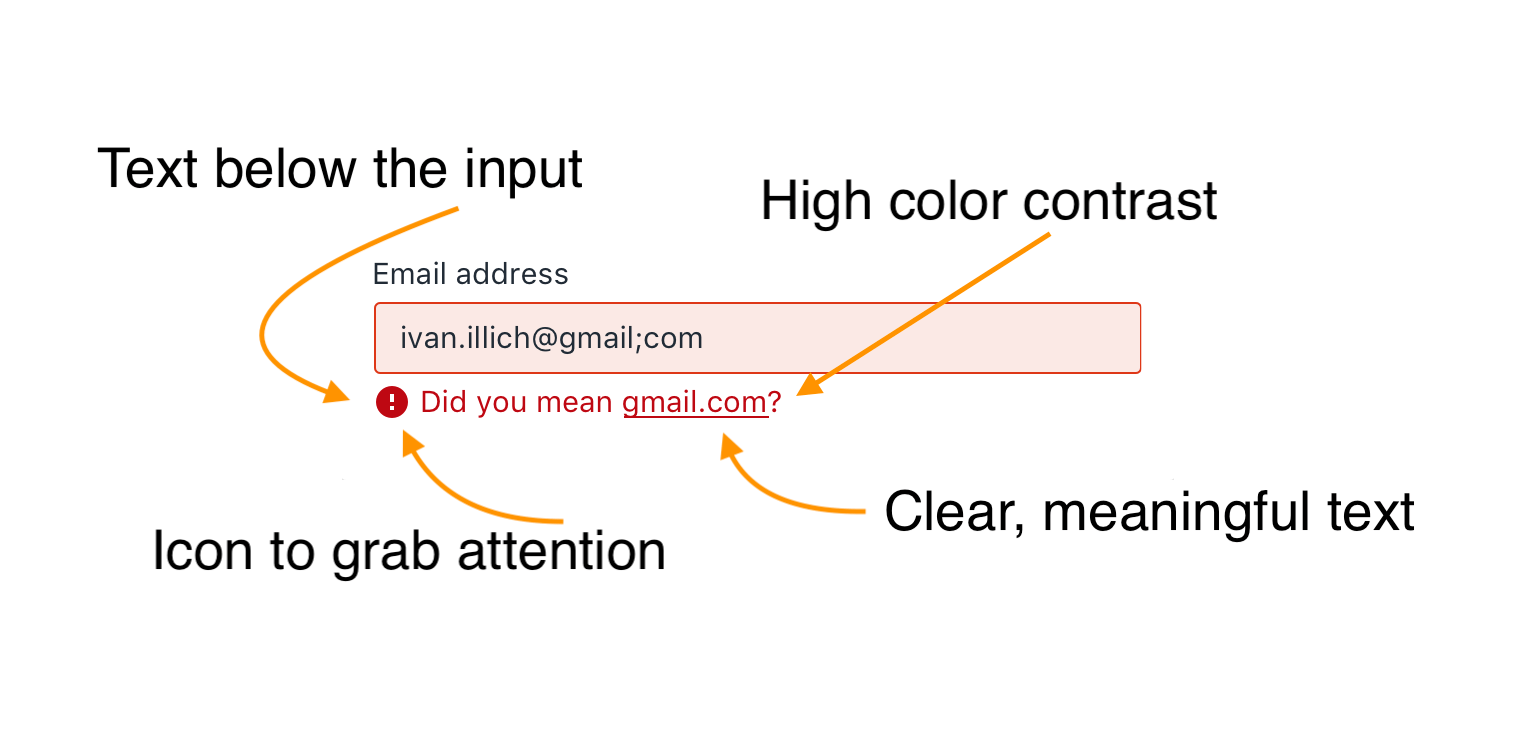 Text below the input
High color contrast
Email address
ivan.illich@gmail;com
Did you mean gmail.com?
Clear, meaningful text
Icon to grab attention